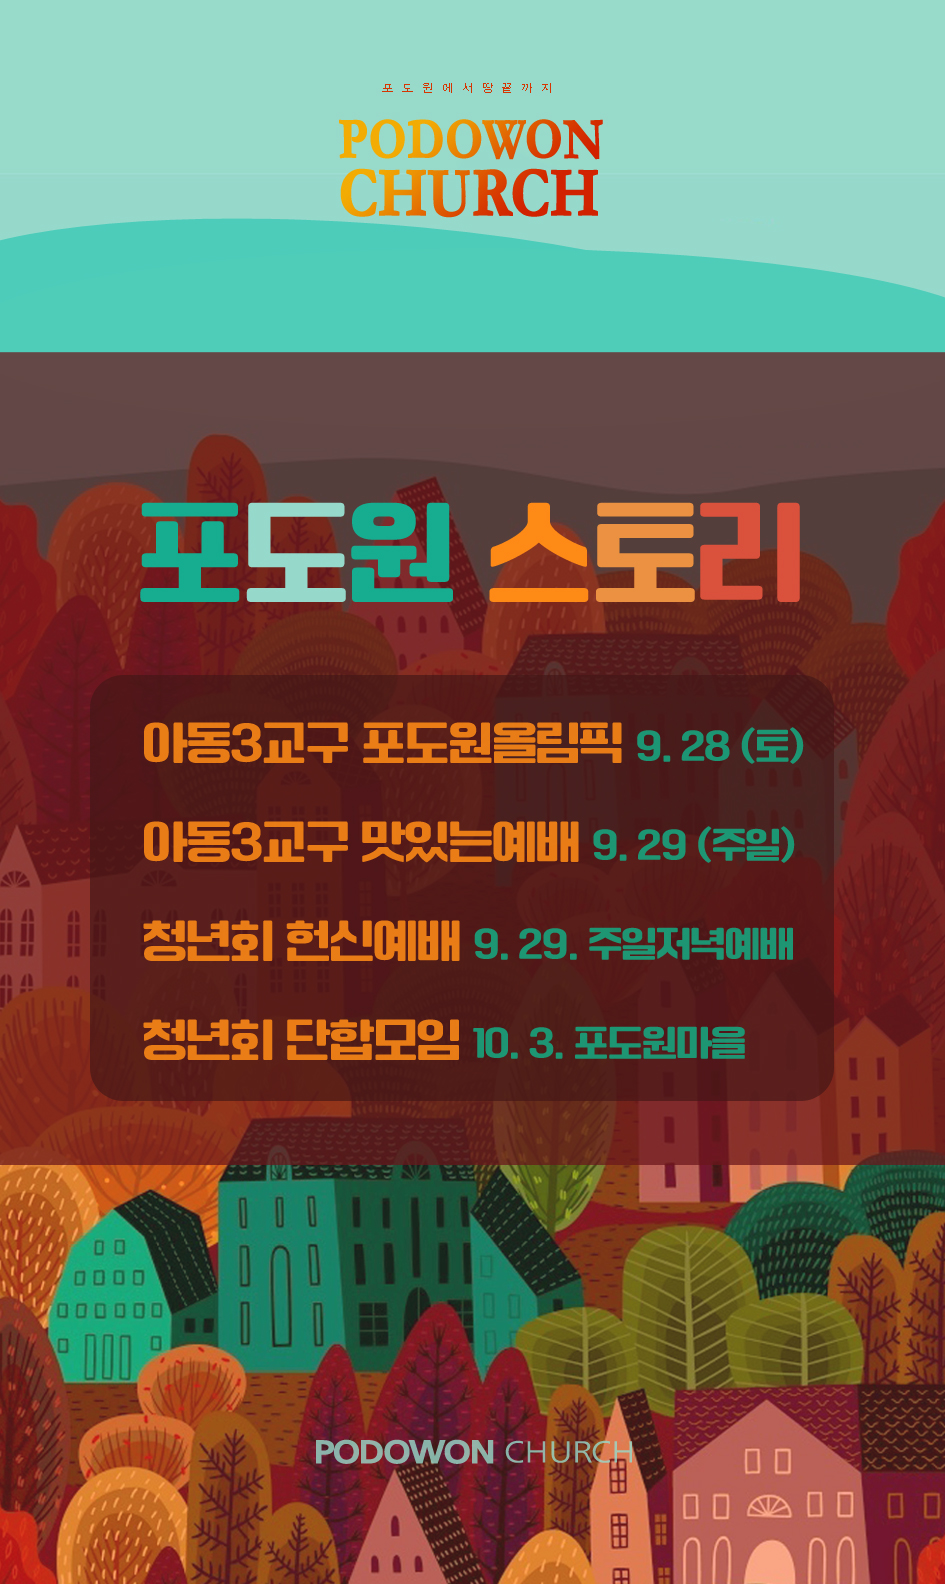 포도원에서땅끝까지
PODOWON
CHURCH
포도원 스토리
아동3교구 포도원올림픽 9. 28 (토)
아동3교구 맛있는예배 9. 29 (주일)
청년회 헌신예배 9. 29. 주일저녁예배
청년회 단합모임 10. 3. 포도원마을
PODOWON CHURCH